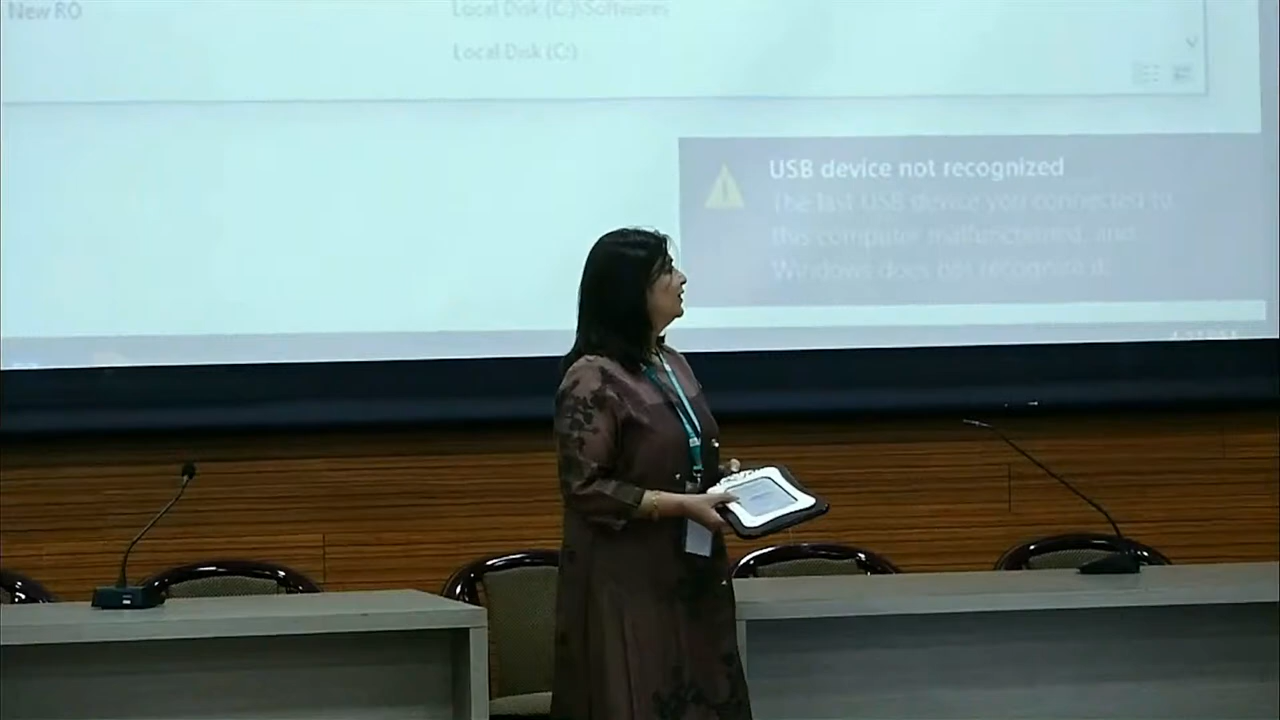 New RO
Local Disk (C:)\Softwares
Local Disk (C:)
USB device not recognized
The last USB device you connected to
this computer malfunctioned, and
Windows does not recognize it.